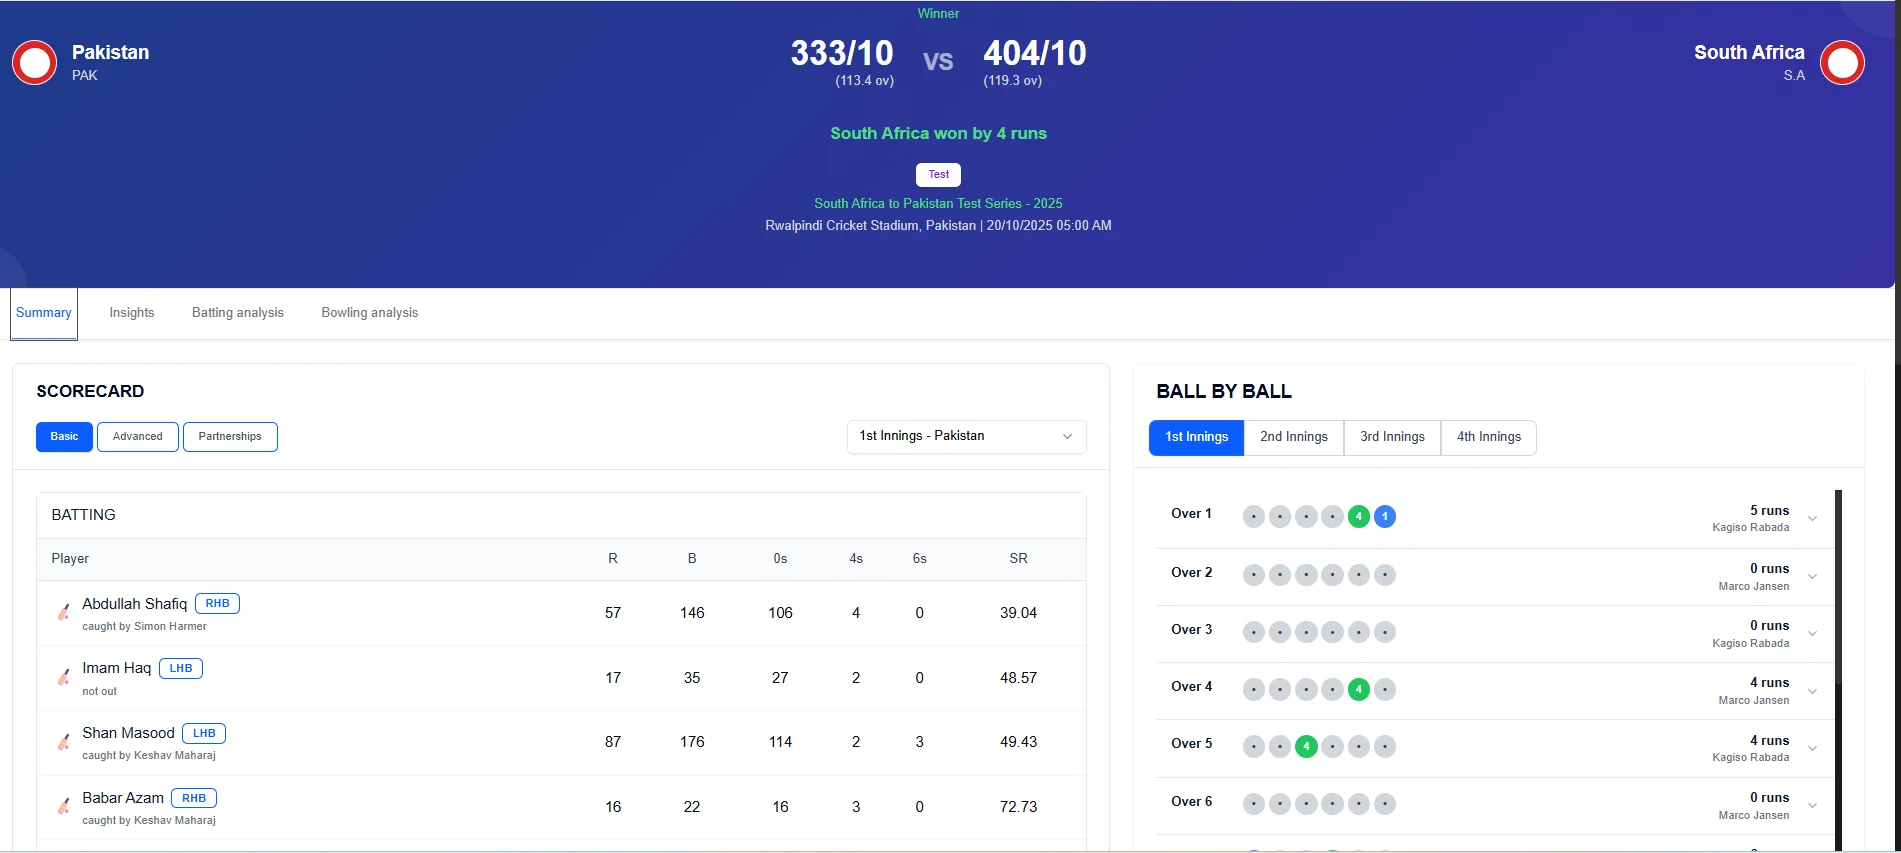 Winner
Pakistan
PAK
333/10
(113.4 ov)
VS
404/10
(119.3 ov)
South Africa
S.A
South Africa won by 4 runs
Test
South Africa to Pakistan Test Series - 2025
Rwalpindi Cricket Stadium, Pakistan | 20/10/2025 05:00 AM
Summary Insights Batting analysis Bowling analysis
SCORECARD
Basic Advanced Partnerships 1st Innings - Pakistan
BATTING
Player R B 0s 4s 6s SR
Abdullah Shafiq RHB 57 146 106 4 0 39.04
caught by Simon Harmer
Imam Haq LHB 17 35 27 2 0 48.57
not out
Shan Masood LHB 87 176 114 2 3 49.43
caught by Keshav Maharaj
Babar Azam RHB 16 22 16 3 0 72.73
caught by Keshav Maharaj
BALL BY BALL
1st Innings 2nd Innings 3rd Innings 4th Innings
Over 1 • • • • 4 1 5 runs
Kagiso Rabada
Over 2 • • • • • • 0 runs
Marco Jansen
Over 3 • • • • • • 0 runs
Kagiso Rabada
Over 4 • • • • 4 • 4 runs
Marco Jansen
Over 5 • • 4 • • • 4 runs
Kagiso Rabada
Over 6 • • • • • • 0 runs
Marco Jansen